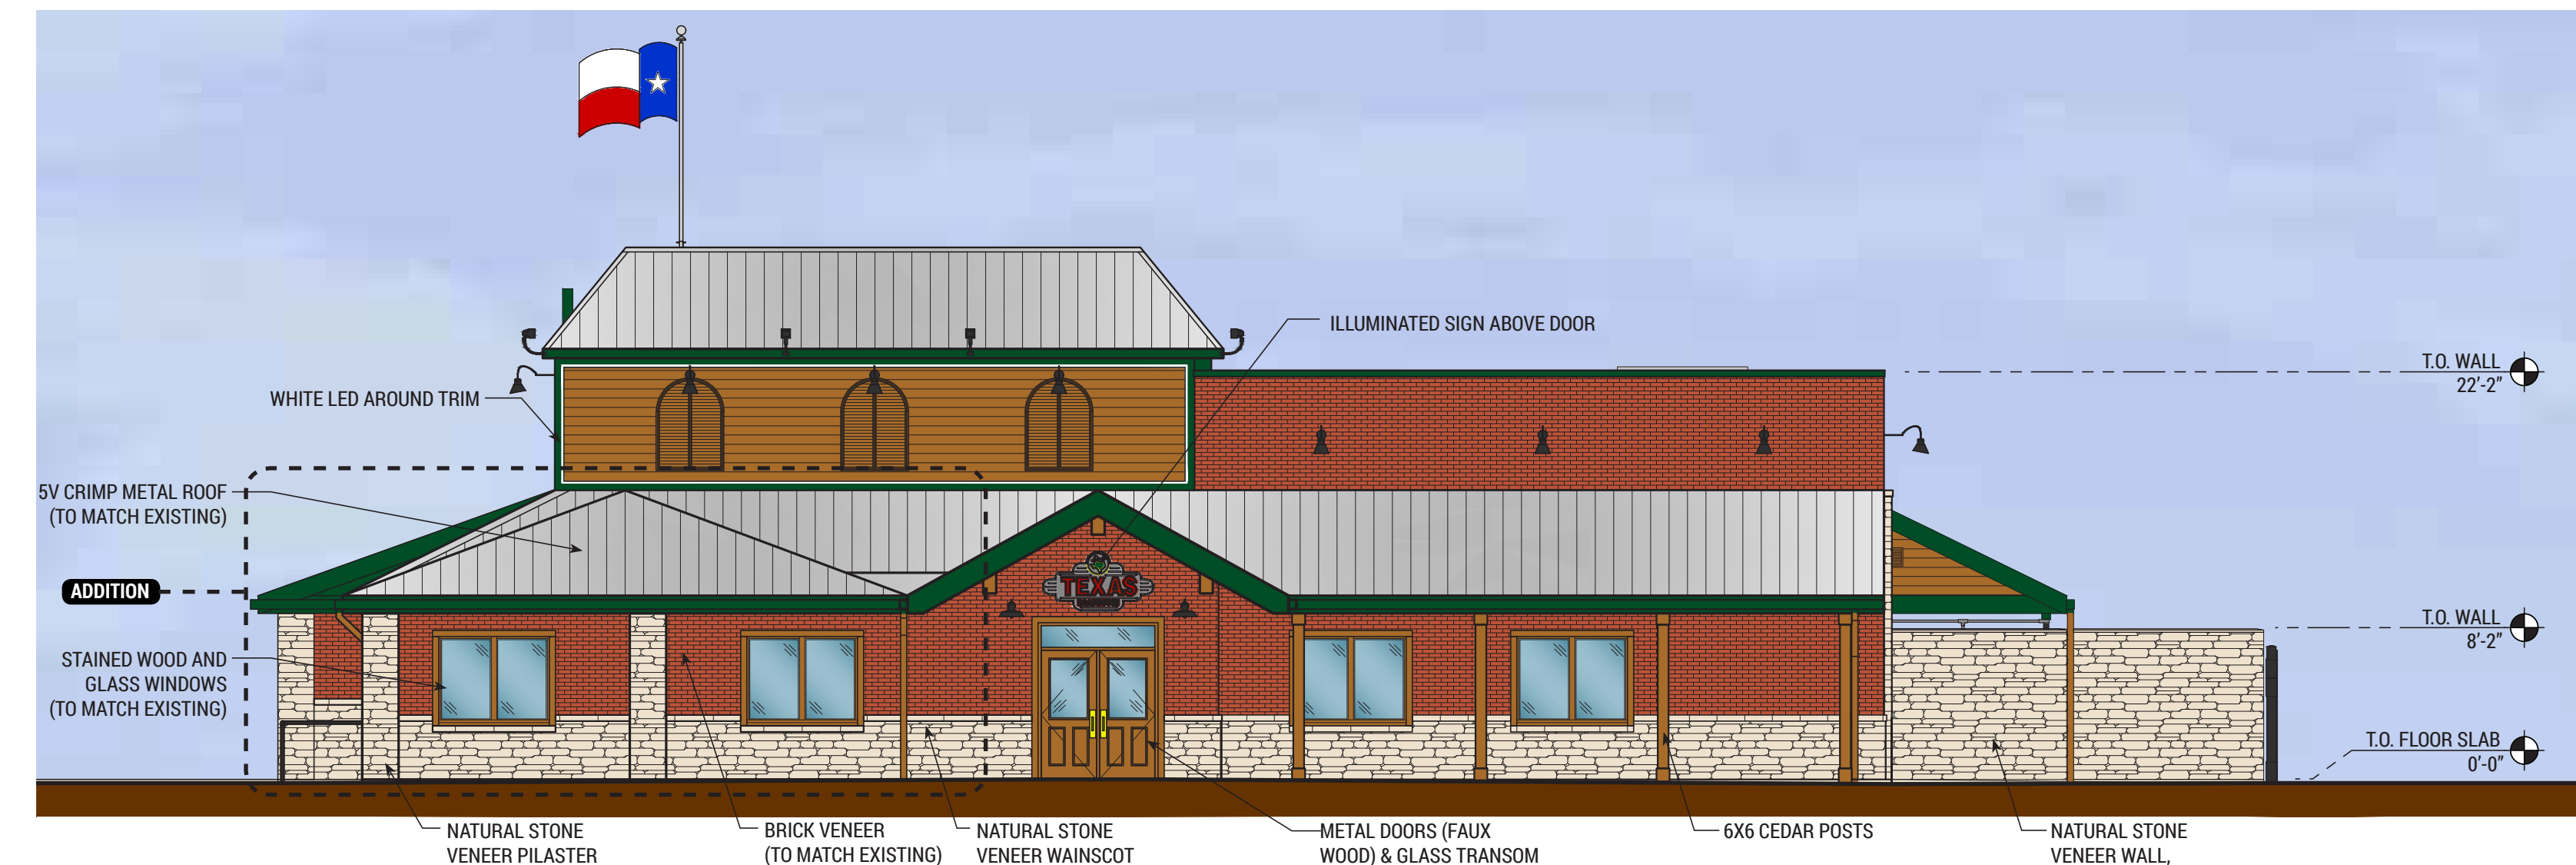 ILLUMINATED SIGN ABOVE DOOR
T.O. WALL
22'-2"
WHITE LED AROUND TRIM
5V CRIMP METAL ROOF
(TO MATCH EXISTING)
ADDITION
TEXAS
T.O. WALL
8'-2"
STAINED WOOD AND
GLASS WINDOWS
(TO MATCH EXISTING)
T.O. FLOOR SLAB
0'-0"
NATURAL STONE
VENEER PILASTER
BRICK VENEER
(TO MATCH EXISTING)
NATURAL STONE
VENEER WAINSCOT
METAL DOORS (FAUX
WOOD) & GLASS TRANSOM
6X6 CEDAR POSTS
NATURAL STONE
VENEER WALL,